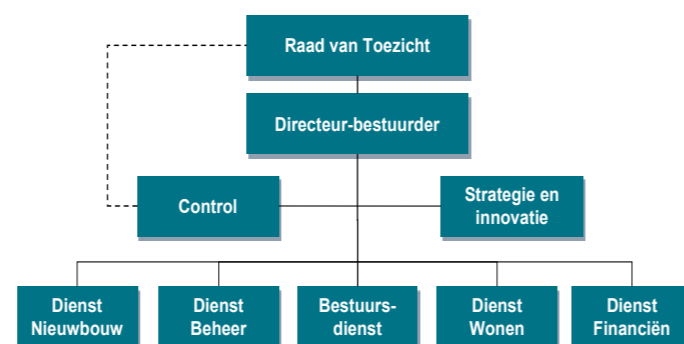 Raad van Toezicht
Directeur-bestuurder
Control
Strategie en
innovatie
Dienst
Nieuwbouw
Dienst
Beheer
Bestuurs-
dienst
Dienst
Wonen
Dienst
Financiën